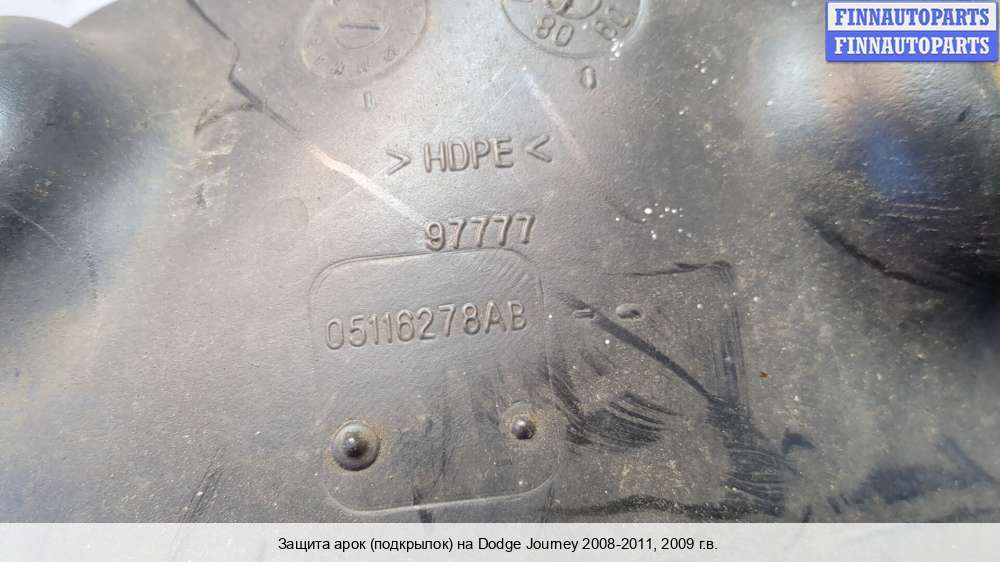 FINNAUTOPARTS
FINNAUTOPARTS
> HDPE <
97777
05116278AB
Защита арок (подкрылок) на Dodge Journey 2008-2011, 2009 г.в.